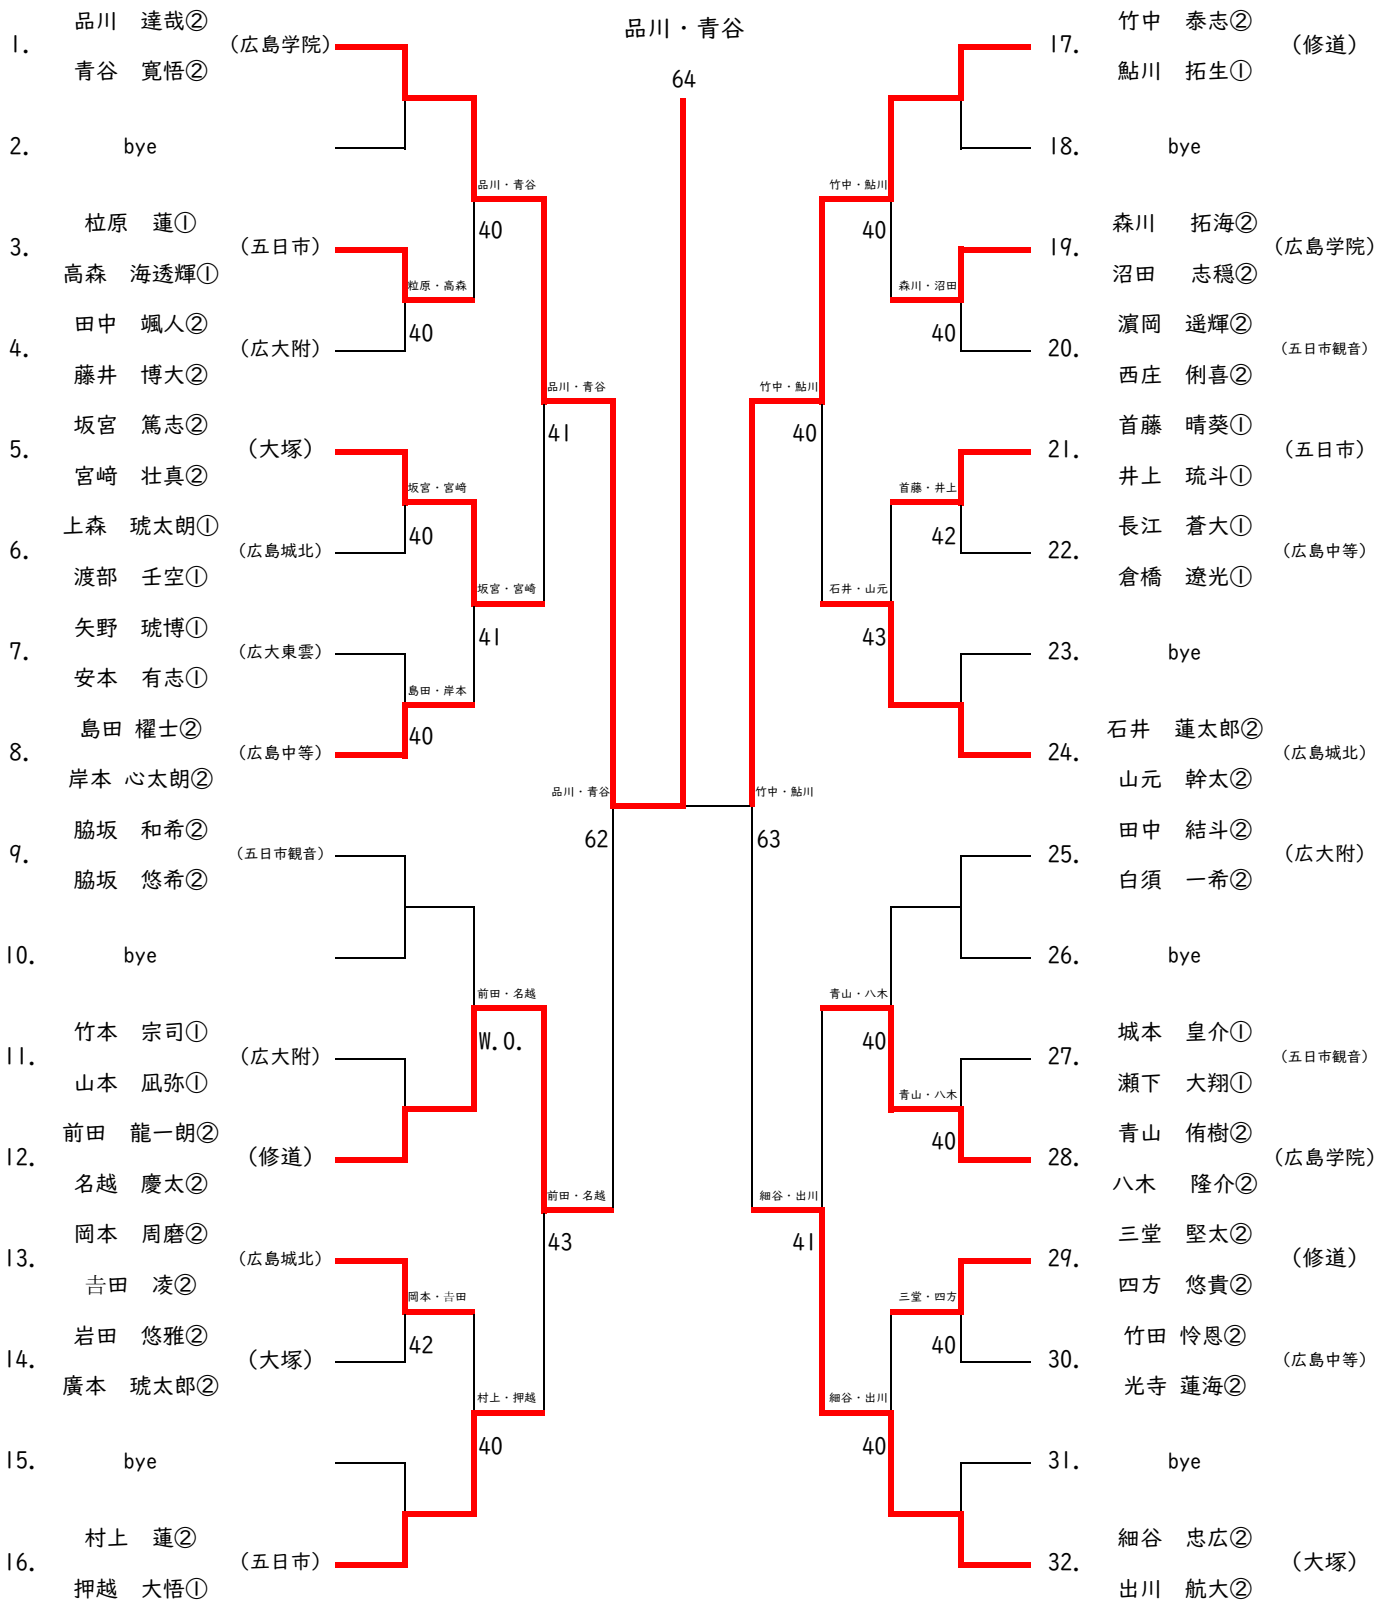 品川・青谷
64
1.
品川　達哉②
青谷　寛悟②
(広島学院)
2.
bye
3.
粒原　蓮①
高森　海透輝①
(五日市)
4.
田中　颯人②
藤井　博大②
(広大附)
5.
坂宮　篤志②
宮﨑　壮真②
(大塚)
6.
上森　琥太朗①
渡部　壬空①
(広島城北)
7.
矢野　琥博①
安本　有志①
(広大東雲)
8.
島田 櫂士②
岸本 心太朗②
(広島中等)
9.
脇坂　和希②
脇坂　悠希②
(五日市観音)
10.
bye
11.
竹本　宗司①
山本　凪弥①
(広大附)
12.
前田　龍一朗②
名越　慶太②
(修道)
13.
岡本　周磨②
𠮷田　凌②
(広島城北)
14.
岩田　悠雅②
廣本　琥太郎②
(大塚)
15.
bye
16.
村上　蓮②
押越　大悟①
(五日市)
粒原・高森
40
坂宮・宮﨑
40
島田・岸本
40
岡本・𠮷田
42
品川・青谷
40
坂宮・宮﨑
41
前田・名越
W.O.
村上・押越
40
品川・青谷
41
前田・名越
43
品川・青谷
62
竹中・鮎川
63
竹中・鮎川
40
細谷・出川
41
竹中・鮎川
40
石井・山元
43
青山・八木
40
細谷・出川
40
森川・沼田
40
首藤・井上
42
青山・八木
40
三堂・四方
40
17.
竹中　泰志②
鮎川　拓生①
(修道)
18.
bye
19.
森川　拓海②
沼田　志穏②
(広島学院)
20.
濵岡　遥輝②
西庄　俐喜②
(五日市観音)
21.
首藤　晴葵①
井上　琉斗①
(五日市)
22.
長江　蒼大①
倉橋　遼光①
(広島中等)
23.
bye
24.
石井　蓮太郎②
山元　幹太②
(広島城北)
25.
田中　結斗②
白須　一希②
(広大附)
26.
bye
27.
城本　皇介①
瀬下　大翔①
(五日市観音)
28.
青山　侑樹②
八木　隆介②
(広島学院)
29.
三堂　堅太②
四方　悠貴②
(修道)
30.
竹田 怜恩②
光寺 蓮海②
(広島中等)
31.
bye
32.
細谷　忠広②
出川　航大②
(大塚)